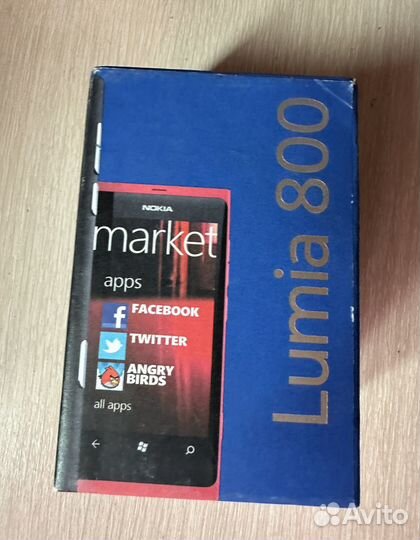 NOKIA
market
apps
FACEBOOK
TWITTER
ANGRY
BIRDS
all apps
Lumia 800
Avito